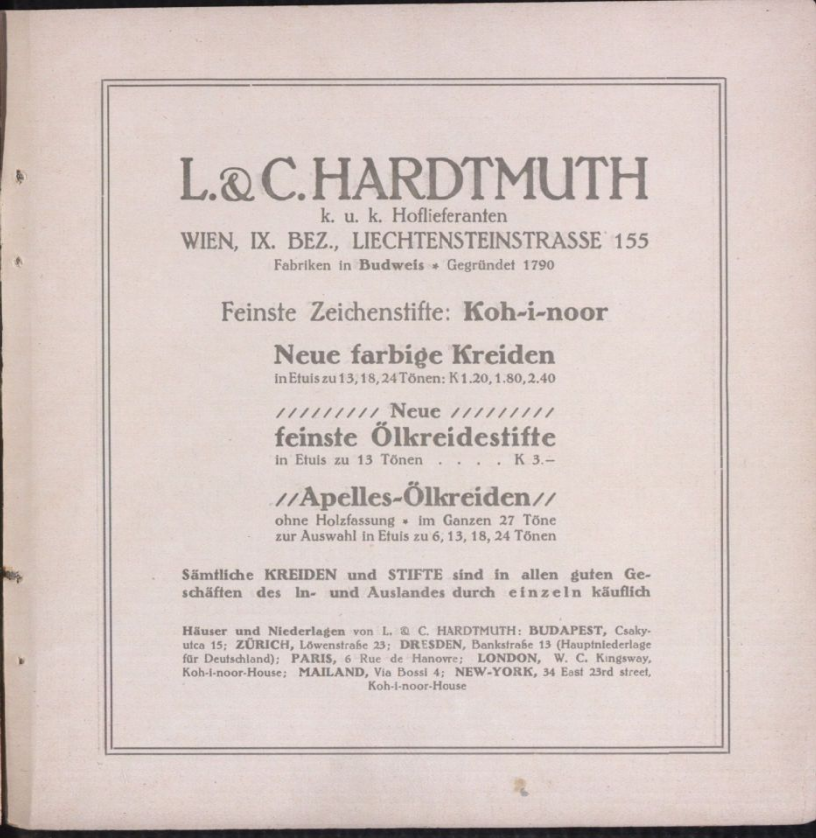 L. & C. HARDTMUTH
k. u. k. Hoflieferanten
WIEN, IX. BEZ., LIECHTENSTEINSTRASSE 155
Fabriken in Budweis * Gegründet 1790
Feinste Zeichenstifte: Koh-i-noor
Neue farbige Kreiden
in Etuis zu 13, 18, 24 Tönen: K 1.20, 1.80, 2.40
///////// Neue /////////
feinste Ölkreidestifte
in Etuis zu 13 Tönen . . . . K 3.–
//Apelles-Ölkreiden//
ohne Holzfassung • im Ganzen 27 Töne
zur Auswahl in Etuis zu 6, 13, 18, 24 Tönen
Sämtliche KREIDEN und STIFTE sind in allen guten Ge-
schäften des In- und Auslandes durch einzeln käuflich
Häuser und Niederlagen von L. & C. HARDTMUTH: BUDAPEST, Csaky-
utca 15; ZÜRICH, Löwenstraße 23; DRESDEN, Bankstraße 13 (Hauptniederlage
für Deutschland); PARIS, 6 Rue de Hanovre; LONDON, W. C. Kingsway,
Koh-i-noor-House; MAILAND, Via Bossi 4; NEW-YORK, 34 East 23rd street,
Koh-i-noor-House